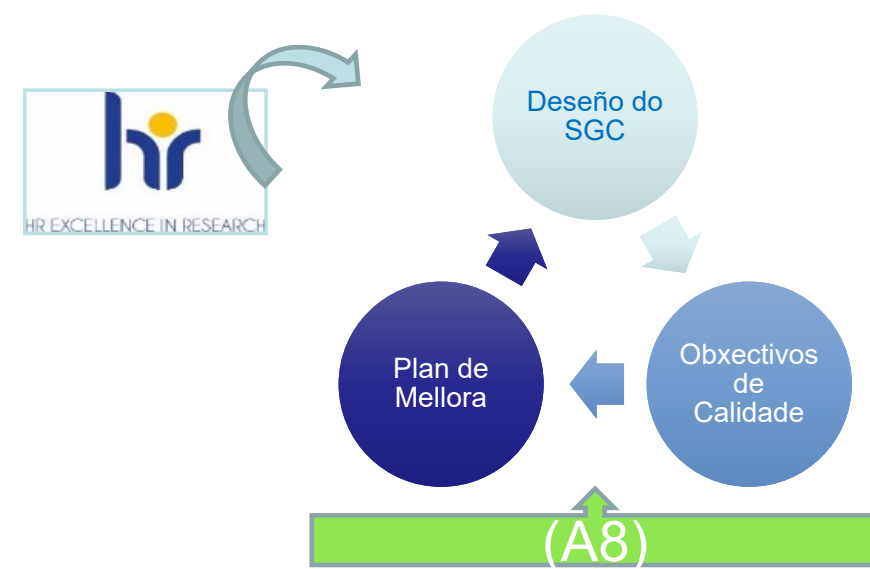 hr
HR EXCELLENCE IN RESEARCH
Deseño do
SGC
Plan de
Mellora
Obxectivos
de
Calidade
(A8)